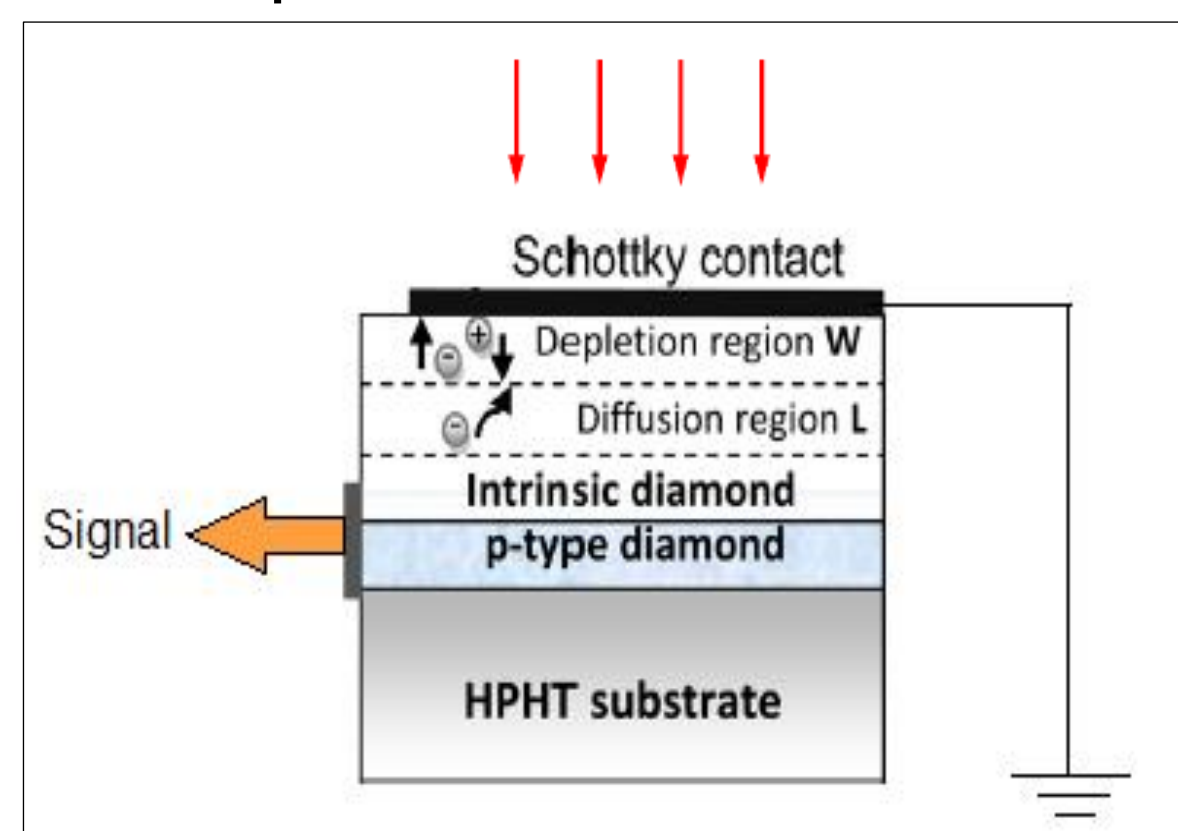 Schottky contact
+
Depletion region W
-
Diffusion region L
-
Intrinsic diamond
Signal
p-type diamond
HPHT substrate